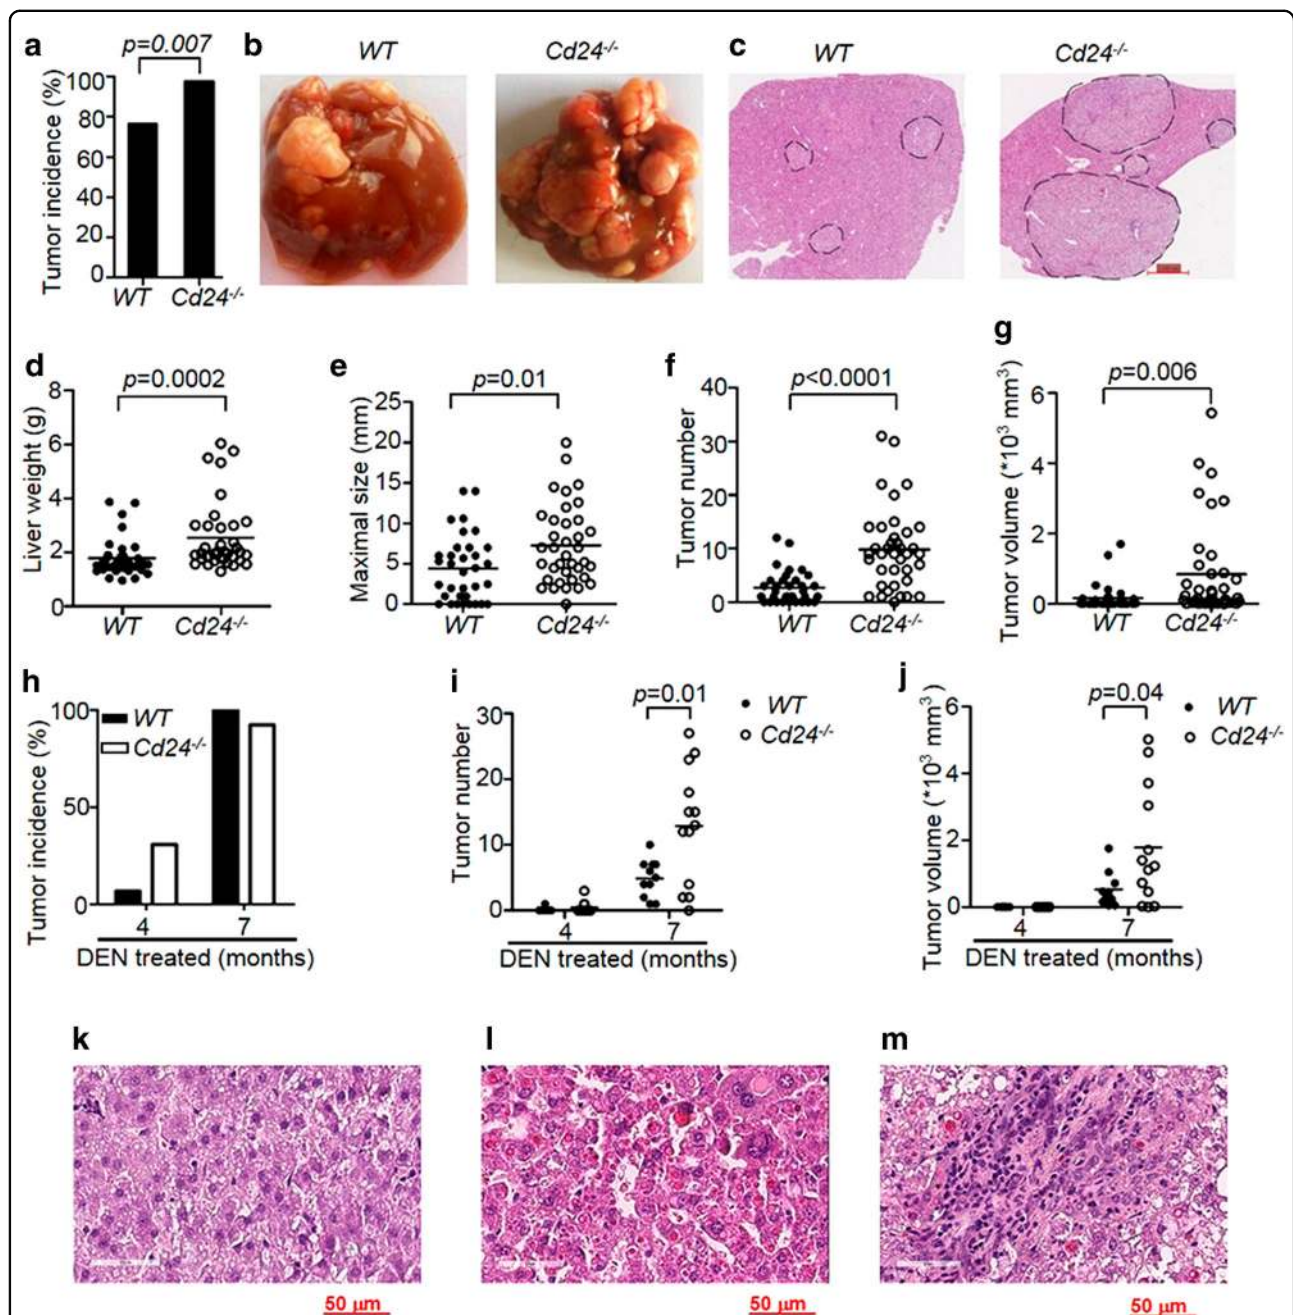 a
p=0.007
Tumor incidence (%)
100
80
60
40
20
0
WT
Cd24-/-
b
WT
Cd24-/-
c
WT
Cd24-/-
d
p=0.0002
Liver weight (g)
8
6
4
2
0
WT
Cd24-/-
e
p=0.01
Maximal size (mm)
25
20
15
10
5
0
WT
Cd24-/-
f
p<0.0001
Tumor number
40
30
20
10
0
WT
Cd24-/-
g
p=0.006
Tumor volume (*10³ mm³)
6
4
2
0
WT
Cd24-/-
h
Tumor incidence (%)
100
50
0
WT
Cd24-/-
4
7
DEN treated (months)
i
p=0.01
WT
Cd24-/-
Tumor number
30
20
10
0
4
7
DEN treated (months)
j
p=0.04
WT
Cd24-/-
Tumor volume (*10³ mm³)
6
4
2
0
4
7
DEN treated (months)
k
l
m
50 µm
50 µm
50 µm